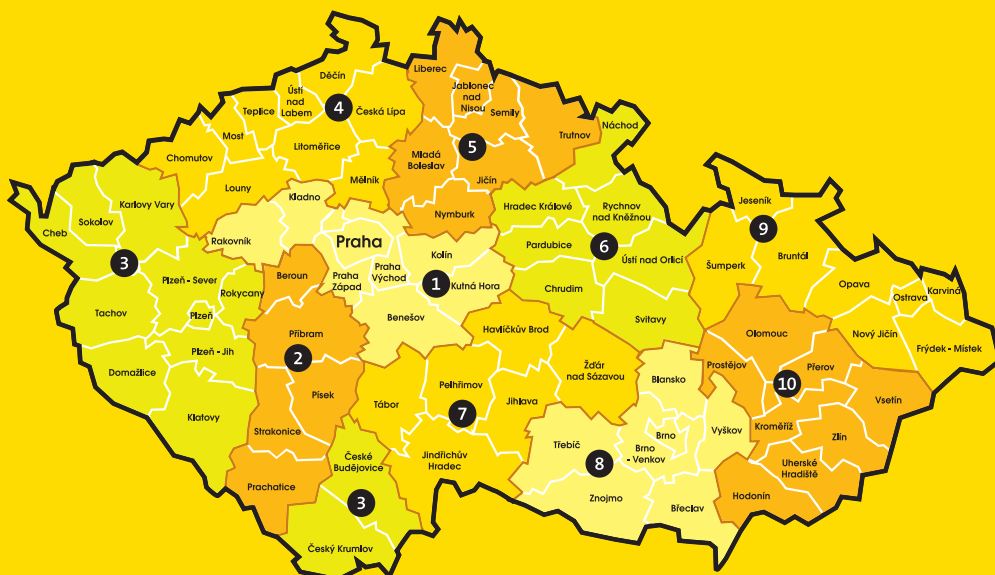 Liberec
Děčín
Ústí
nad
Labem
Jablonec
nad
Nisou
Teplice
4
Česká Lípa
Semily
Náchod
Most
Trutnov
Litoměřice
5
Chomutov
Mladá
Boleslav
Mělník
Jičín
Louny
Kladno
Karlovy Vary
Jeseník
Sokolov
Cheb
Nymburk
Hradec Králové
Rychnov
nad Kněžnou
9
Rakovník
Praha
Pardubice
6
3
Kolín
Bruntál
Ústí nad Orlicí
Šumperk
Beroun
Praha
Západ
Praha
Východ
1
Kutná Hora
Plzeň - Sever
Rokycany
Opava
Ostrava
Karviná
Chrudim
Tachov
Plzeň
Benešov
Svitavy
Havlíčkův Brod
Olomouc
Nový Jičín
Příbram
Plzeň - Jih
2
Frýdek - Místek
Domažlice
Žďár
nad Sázavou
Prostějov
Přerov
Pelhřimov
Blansko
10
Písek
Tábor
Jihlava
Vsetín
Klatovy
7
Kroměříž
Strakonice
Brno
Vyškov
Zlín
Třebíč
Brno
- Venkov
Jindřichův
Hradec
České
Budějovice
8
Uherské
Hradiště
Prachatice
3
Znojmo
Hodonín
Břeclav
Český Krumlov